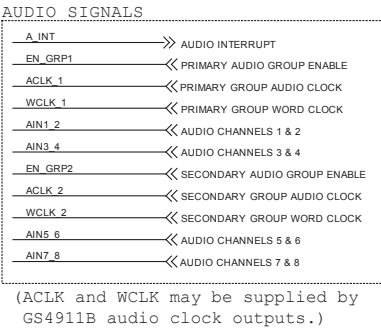 AUDIO SIGNALS
A_INT AUDIO INTERRUPT
EN_GRP1 PRIMARY AUDIO GROUP ENABLE
ACLK_1 PRIMARY GROUP AUDIO CLOCK
WCLK_1 PRIMARY GROUP WORD CLOCK
AIN1_2 AUDIO CHANNELS 1 & 2
AIN3_4 AUDIO CHANNELS 3 & 4
EN_GRP2 SECONDARY AUDIO GROUP ENABLE
ACLK_2 SECONDARY GROUP AUDIO CLOCK
WCLK_2 SECONDARY GROUP WORD CLOCK
AIN5_6 AUDIO CHANNELS 5 & 6
AIN7_8 AUDIO CHANNELS 7 & 8
(ACLK and WCLK may be supplied by
GS4911B audio clock outputs.)